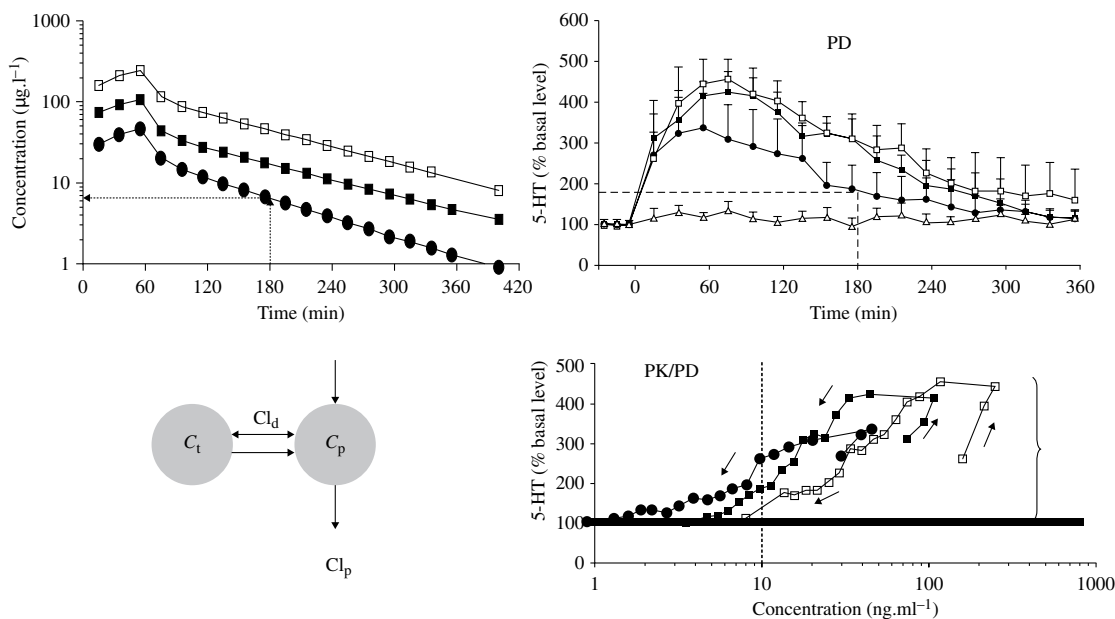 1000
100
10
1
Concentration (µg.l⁻¹)
0 60 120 180 240 300 360 420
Time (min)
PD
600
500
400
300
200
100
0
5-HT (% basal level)
0 60 120 180 240 300 360
Time (min)
Cₜ
Cl_d
Cₚ
Clₚ
PK/PD
500
400
300
200
100
0
5-HT (% basal level)
1 10 100 1000
Concentration (ng.ml⁻¹)